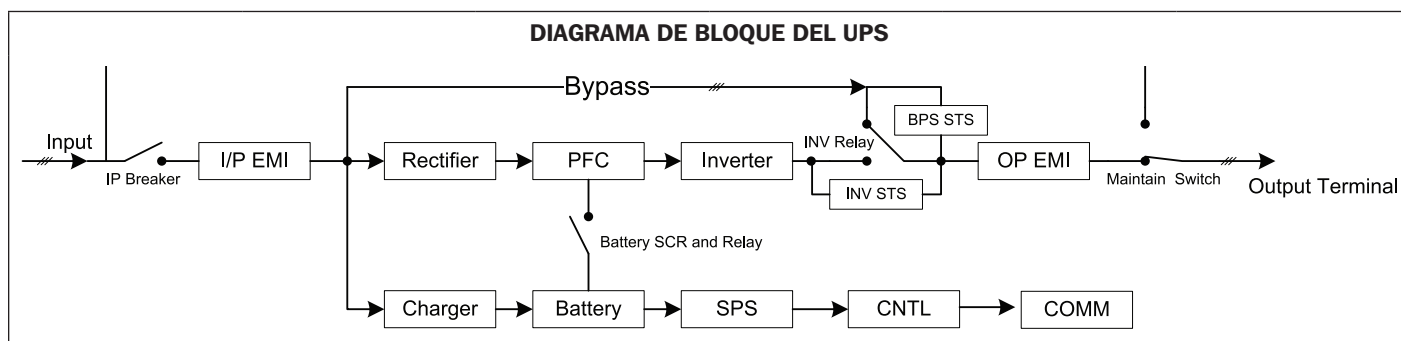 DIAGRAMA DE BLOQUE DEL UPS
Bypass
BPS STS
Input
INV Relay
I/P EMI
Rectifier
PFC
Inverter
OP EMI
IP Breaker
Maintain Switch
Output Terminal
INV STS
Battery SCR and Relay
Charger
Battery
SPS
CNTL
COMM